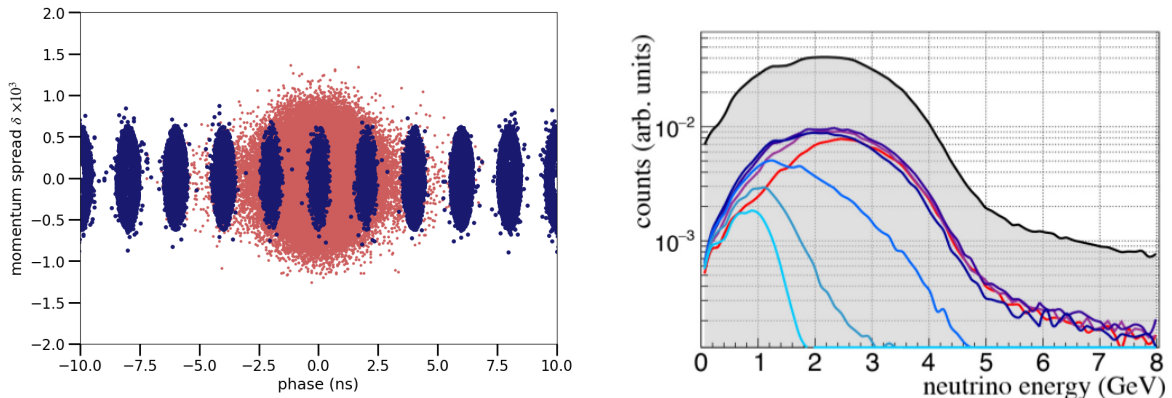 2.0
1.5
1.0
0.5
0.0
−0.5
−1.0
−1.5
−2.0
momentum spread δ ×10³
−10.0 −7.5 −5.0 −2.5 0.0 2.5 5.0 7.5 10.0
phase (ns)
counts (arb. units)
10⁻²
10⁻³
0 1 2 3 4 5 6 7 8
neutrino energy (GeV)